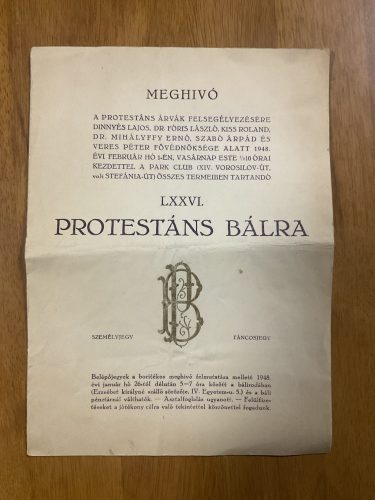 MEGHIVÓ
A PROTESTÁNS ÁRVÁK FELSEGÉLYEZÉSÉRE
DINNYÉS LAJOS, DR. FÓRIS LÁSZLÓ, KISS ROLAND,
DR. MIHÁLYFFY ERNŐ, SZABÓ ÁRPÁD ÉS
VERES PÉTER FŐVÉDNÖKSÉGE ALATT 1948.
ÉVI FEBRUÁR HÓ 1-ÉN, VASÁRNAP ESTE ½10 ÓRAI
KEZDETTEL A PARK CLUB (XIV. VOROSILOV-ÚT,
volt STEFÁNIA-ÚT) ÖSSZES TERMEIBEN TARTANDÓ
LXXVI.
PROTESTÁNS BÁLRA
PB
SZEMÉLYJEGY TÁNCOSJEGY
Belépőjegyek a borítékos meghívó felmutatása mellett 1948.
évi január hó 26ától délután 5—7 óra között a bálirodában
(Erzsébet királyné szálló sörözője, IV. Egyetem-u. 5.) és a báli
pénztárnál válthatók. — Asztalfoglalás ugyanott. — Felülfize-
téseket a jótékony célra való tekintettel köszönettel fogadunk.